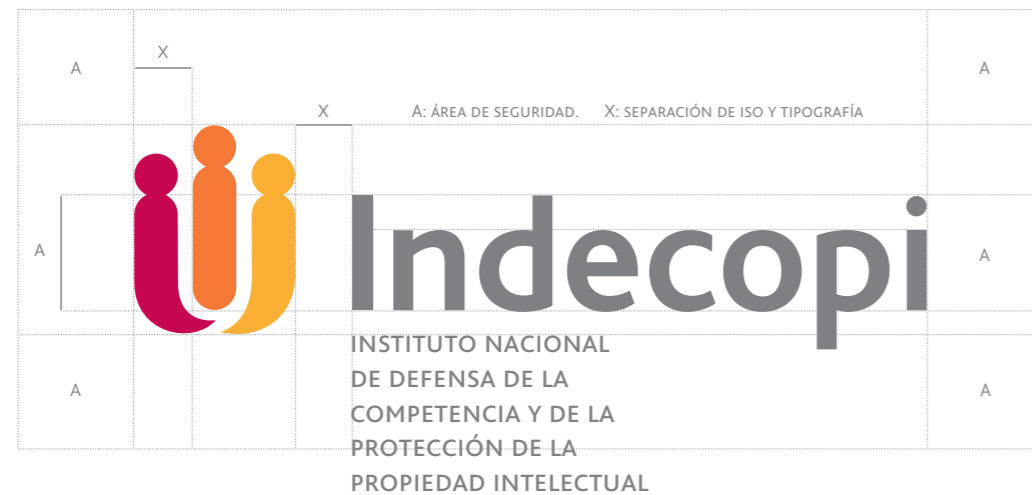 X
A
A
X
A: ÁREA DE SEGURIDAD. X: SEPARACIÓN DE ISO Y TIPOGRAFÍA
Indecopi
A
A
INSTITUTO NACIONAL
DE DEFENSA DE LA
COMPETENCIA Y DE LA
PROTECCIÓN DE LA
PROPIEDAD INTELECTUAL
A
A